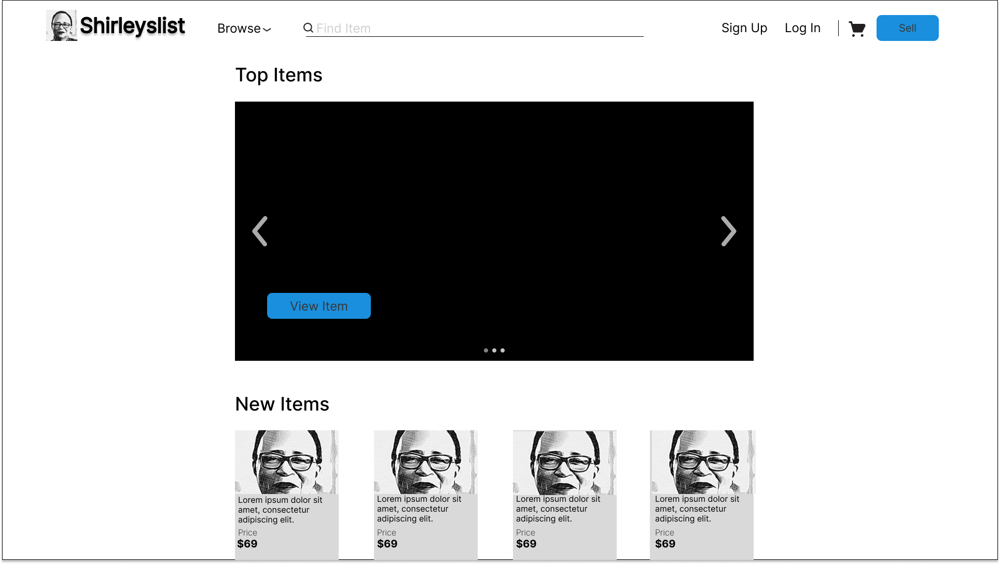 Shirleyslist
Browse
Find Item
Sign Up
Log In
Sell
Top Items
View Item
New Items
Lorem ipsum dolor sit
amet, consectetur
adipiscing elit.
Price
$69
Lorem ipsum dolor sit
amet, consectetur
adipiscing elit.
Price
$69
Lorem ipsum dolor sit
amet, consectetur
adipiscing elit.
Price
$69
Lorem ipsum dolor sit
amet, consectetur
adipiscing elit.
Price
$69